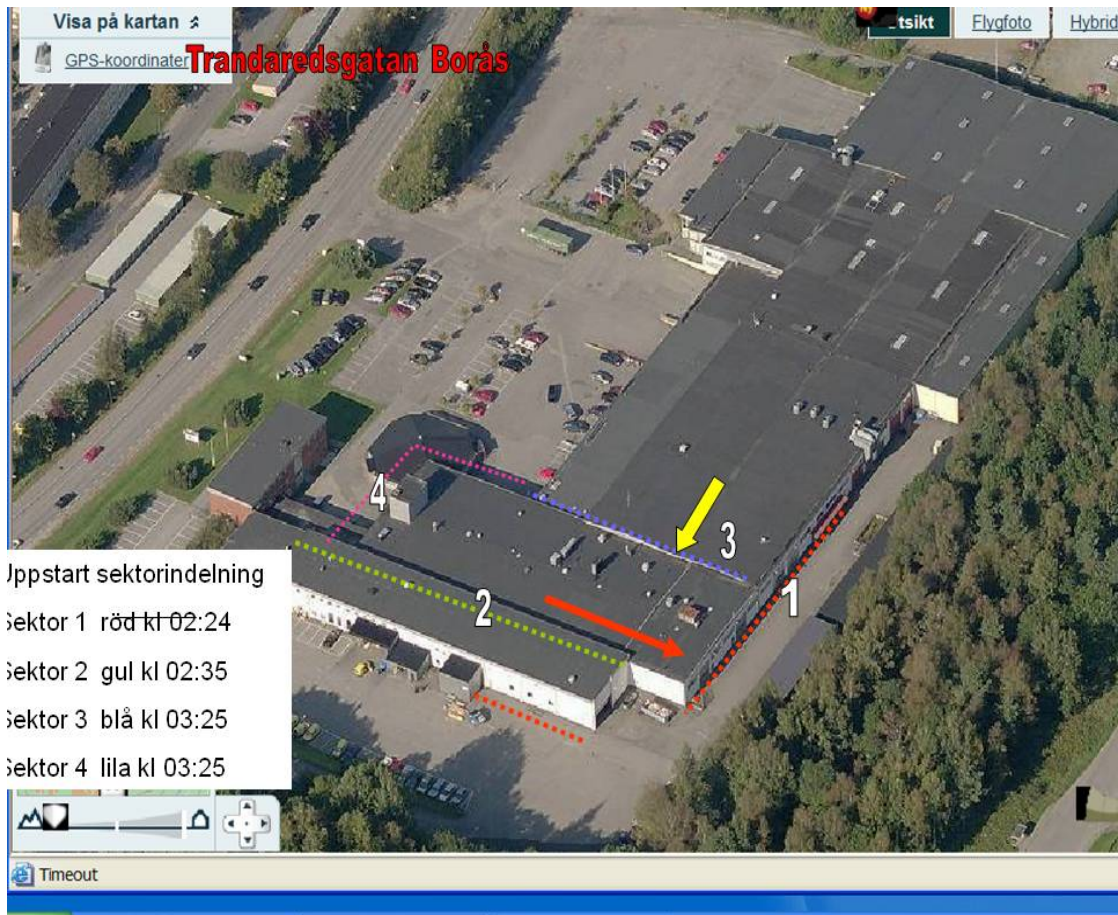 Visa på kartan
GPS-koordinater
Trandaredsgatan Borås
tsikt
Flygfoto
Hybrid
4
3
2
1
Uppstart sektorindelning
Sektor 1 röd kl 02:24
Sektor 2 gul kl 02:35
Sektor 3 blå kl 03:25
Sektor 4 lila kl 03:25
Timeout